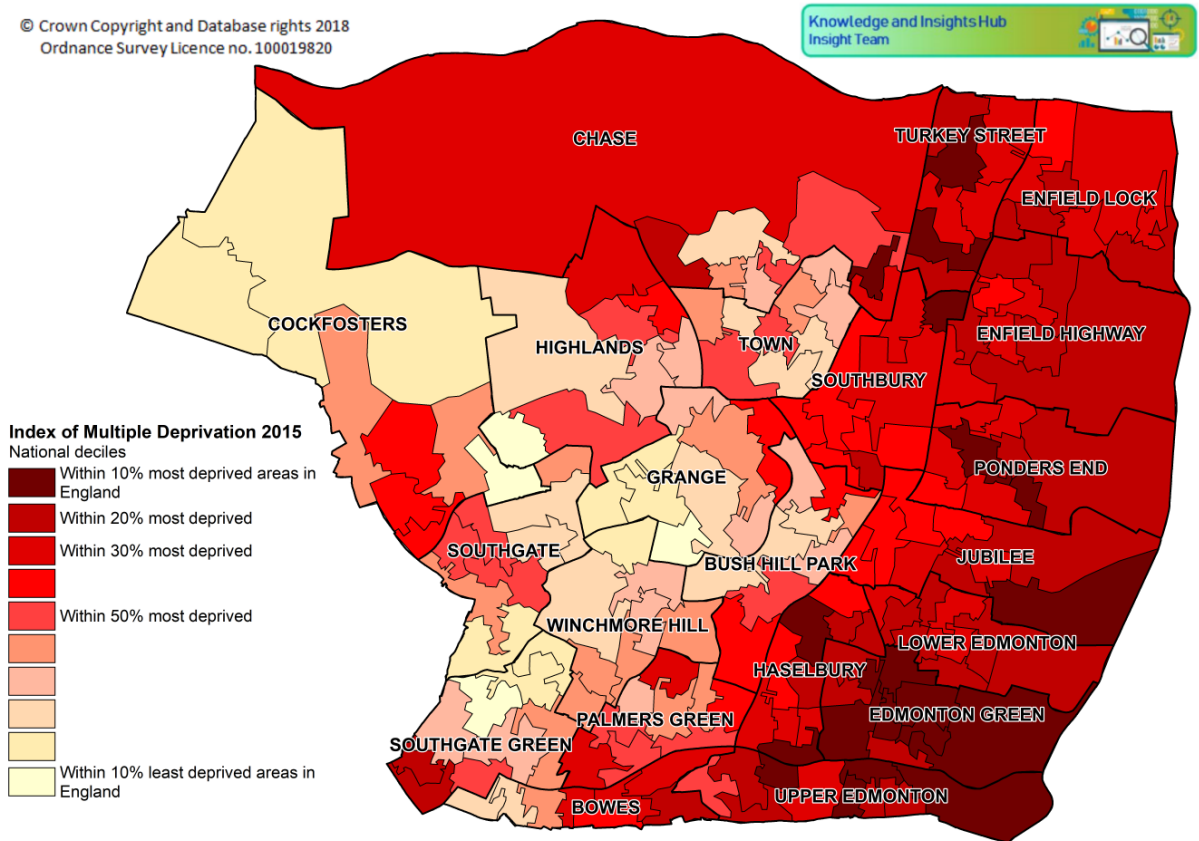 © Crown Copyright and Database rights 2018
Ordnance Survey Licence no. 100019820
Knowledge and Insights Hub
Insight Team
CHASE
TURKEY STREET
ENFIELD LOCK
COCKFOSTERS
HIGHLANDS
TOWN
ENFIELD HIGHWAY
SOUTHBURY
GRANGE
PONDERS END
SOUTHGATE
BUSH HILL PARK
JUBILEE
WINCHMORE HILL
LOWER EDMONTON
HASELBURY
PALMERS GREEN
EDMONTON GREEN
SOUTHGATE GREEN
BOWES
UPPER EDMONTON
Index of Multiple Deprivation 2015
National deciles
Within 10% most deprived areas in
England
Within 20% most deprived
Within 30% most deprived
Within 50% most deprived
Within 10% least deprived areas in
England